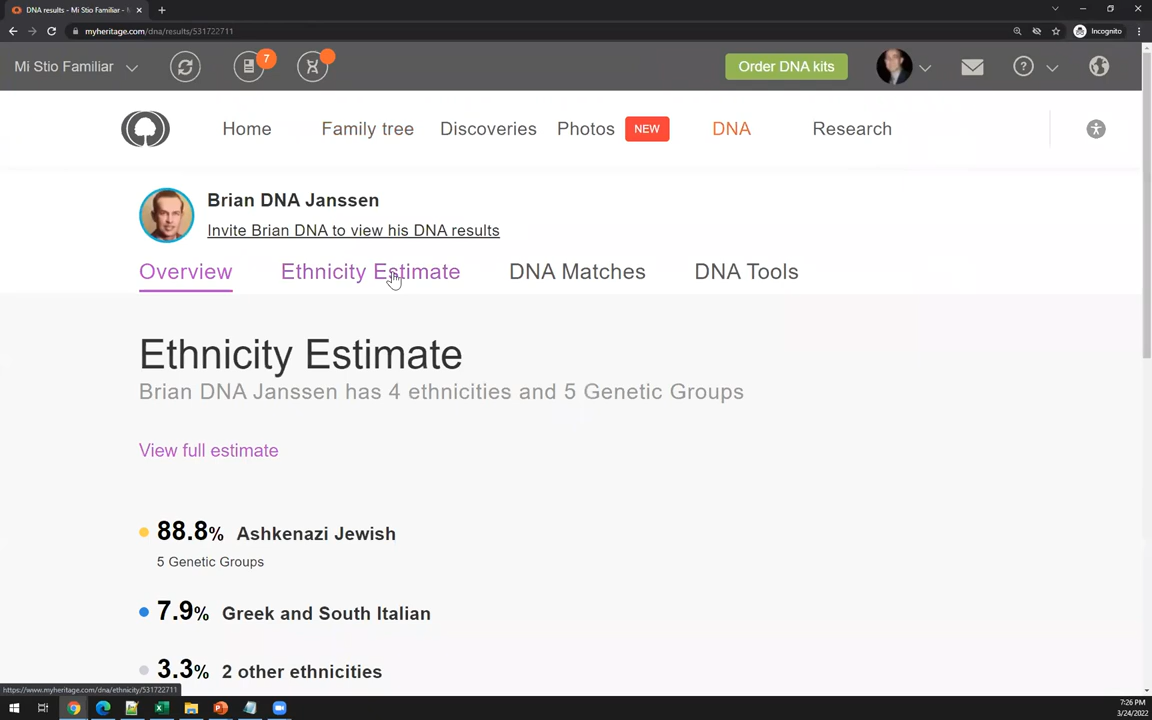 DNA results - Mi Stio Familiar -
myheritage.com/dna/results/531722711
Incognito
Mi Stio Familiar
7
Order DNA kits
?
Home
Family tree
Discoveries
Photos
NEW
DNA
Research
Brian DNA Janssen
Invite Brian DNA to view his DNA results
Overview
Ethnicity Estimate
DNA Matches
DNA Tools
Ethnicity Estimate
Brian DNA Janssen has 4 ethnicities and 5 Genetic Groups
View full estimate
88.8% Ashkenazi Jewish
5 Genetic Groups
7.9% Greek and South Italian
3.3% 2 other ethnicities
https://www.myheritage.com/dna/ethnicity/531722711
7:26 PM
3/24/2022